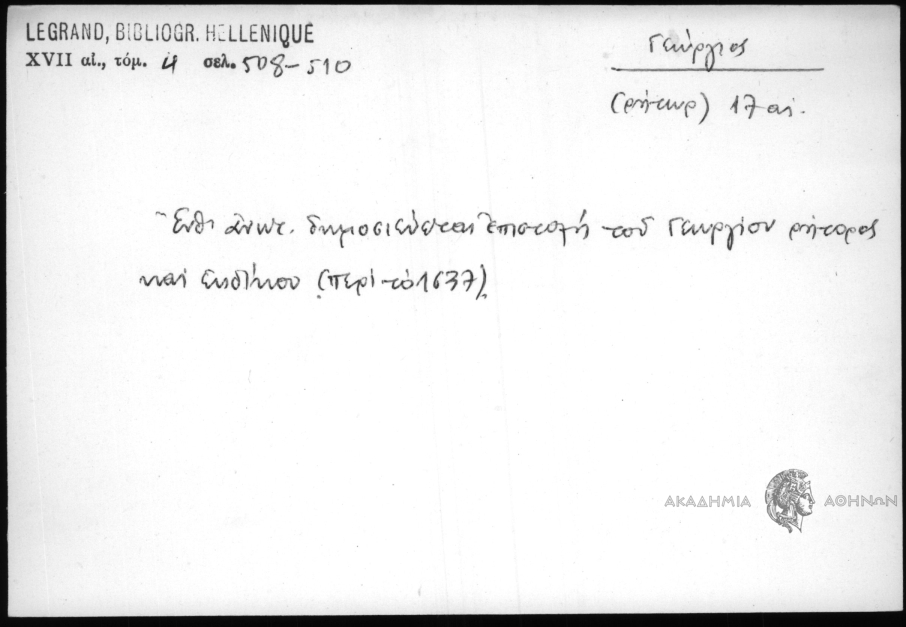 LEGRAND, BIBLIOGR. HELLENIQUE
XVII αἰ., τόμ. 4 σελ. 508-510
Γεώργιος
(ρήτωρ) 17 αἰ.
Ἔνθ' ἀνωτ. δημοσιεύεται ἐπιστολή τοῦ Γεωργίου ρήτορος
καί ἐκδίκου (περί τό 1637).
ΑΚΑΔΗΜΙΑ ΑΘΗΝΩΝ